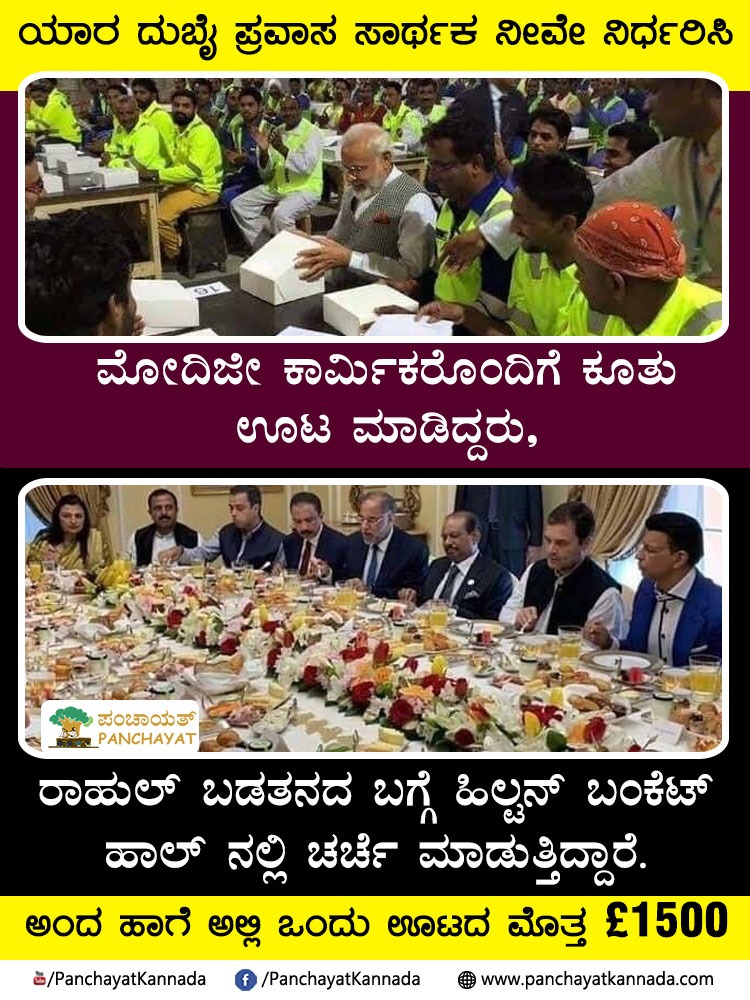 ಯಾರ ದುಬೈ ಪ್ರವಾಸ ಸಾರ್ಥಕ ನೀವೇ ನಿರ್ಧರಿಸಿ
16
ಮೋದಿಜೀ ಕಾರ್ಮಿಕರೊಂದಿಗೆ ಕೂತು
ಊಟ ಮಾಡಿದ್ದರು,
ಪಂಚಾಯತ್
PANCHAYAT
ರಾಹುಲ್ ಬಡತನದ ಬಗ್ಗೆ ಹಿಲ್ಟನ್ ಬಂಕೆಟ್
ಹಾಲ್ ನಲ್ಲಿ ಚರ್ಚೆ ಮಾಡುತ್ತಿದ್ದಾರೆ.
ಅಂದ ಹಾಗೆ ಅಲ್ಲಿ ಒಂದು ಊಟದ ಮೊತ್ತ £1500
/PanchayatKannada /PanchayatKannada www.panchayatkannada.com